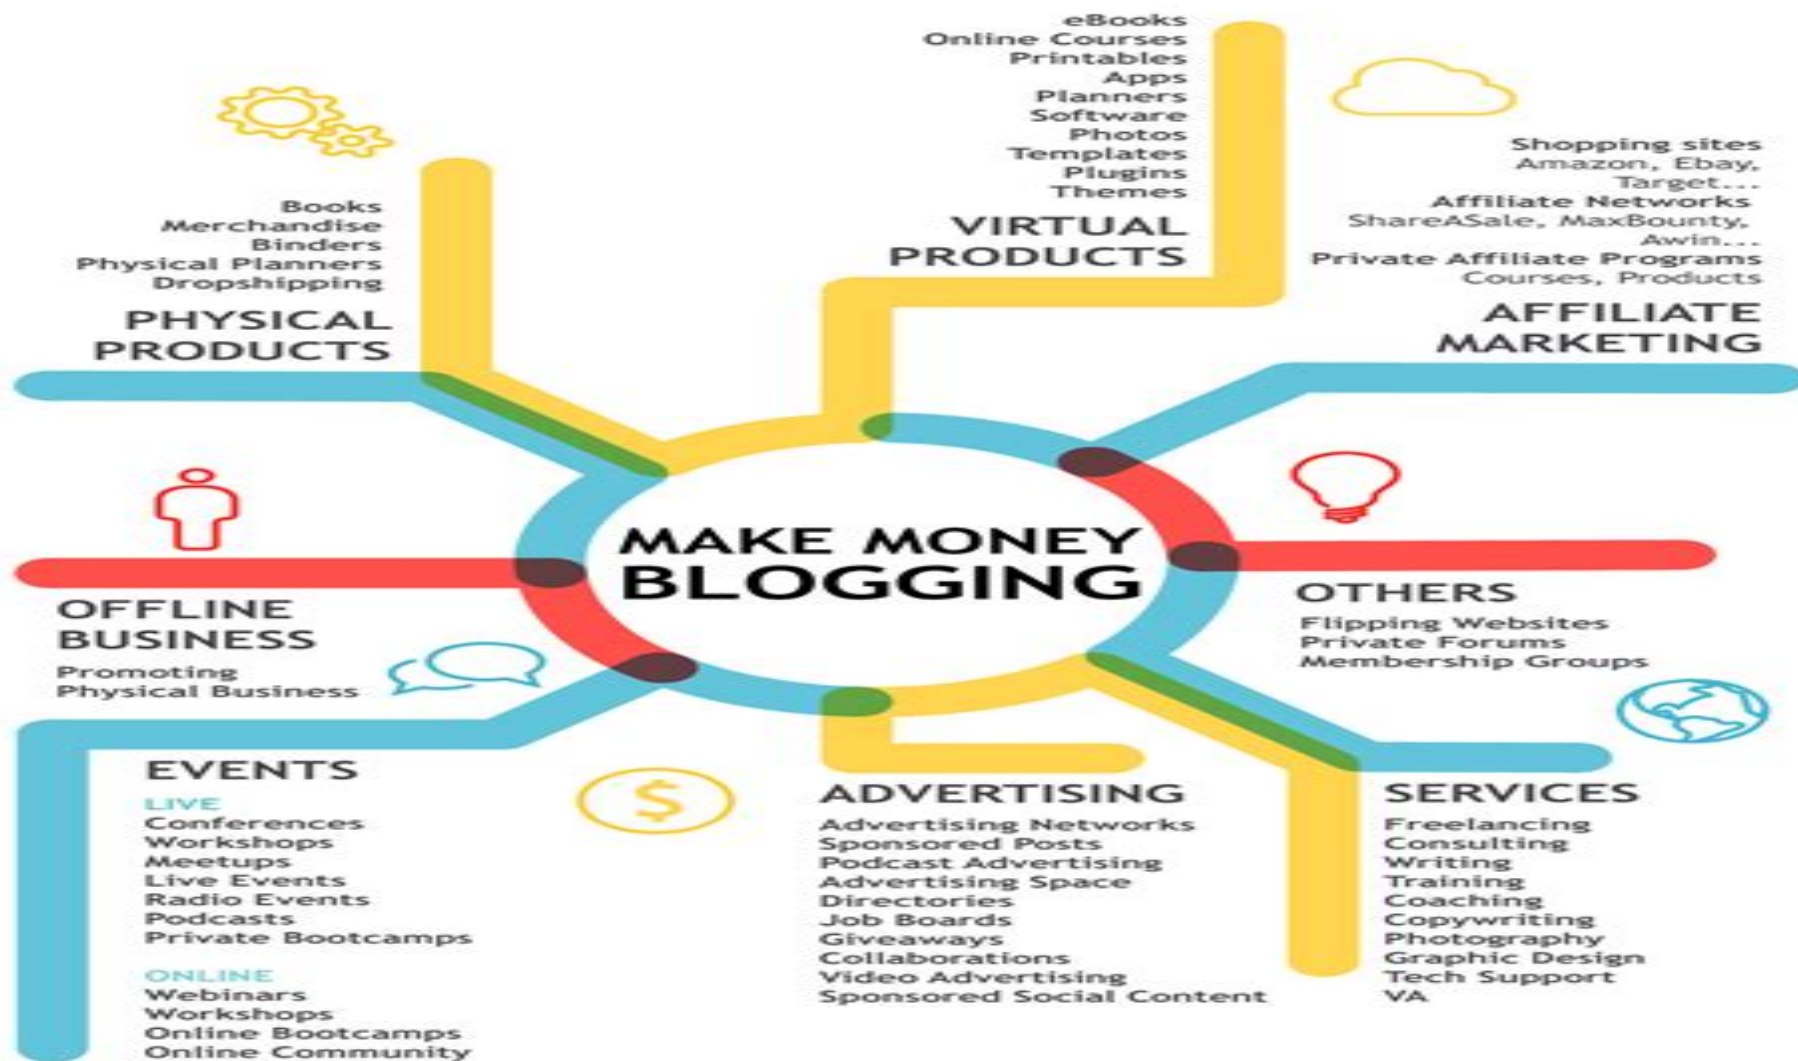 eBooks
Online Courses
Printables
Apps
Planners
Software
Photos
Templates
Plugins
Themes
VIRTUAL
PRODUCTS
Shopping sites
Amazon, Ebay,
Target...
Affiliate Networks
ShareASale, MaxBounty,
Awin...
Private Affiliate Programs
Courses, Products
AFFILIATE
MARKETING
Books
Merchandise
Binders
Physical Planners
Dropshipping
PHYSICAL
PRODUCTS
MAKE MONEY
BLOGGING
OFFLINE
BUSINESS
Promoting
Physical Business
OTHERS
Flipping Websites
Private Forums
Membership Groups
EVENTS
LIVE
Conferences
Workshops
Meetups
Live Events
Radio Events
Podcasts
Private Bootcamps
ONLINE
Webinars
Workshops
Online Bootcamps
Online Community
$
ADVERTISING
Advertising Networks
Sponsored Posts
Podcast Advertising
Advertising Space
Directories
Job Boards
Giveaways
Collaborations
Video Advertising
Sponsored Social Content
SERVICES
Freelancing
Consulting
Writing
Training
Coaching
Copywriting
Photography
Graphic Design
Tech Support
VA